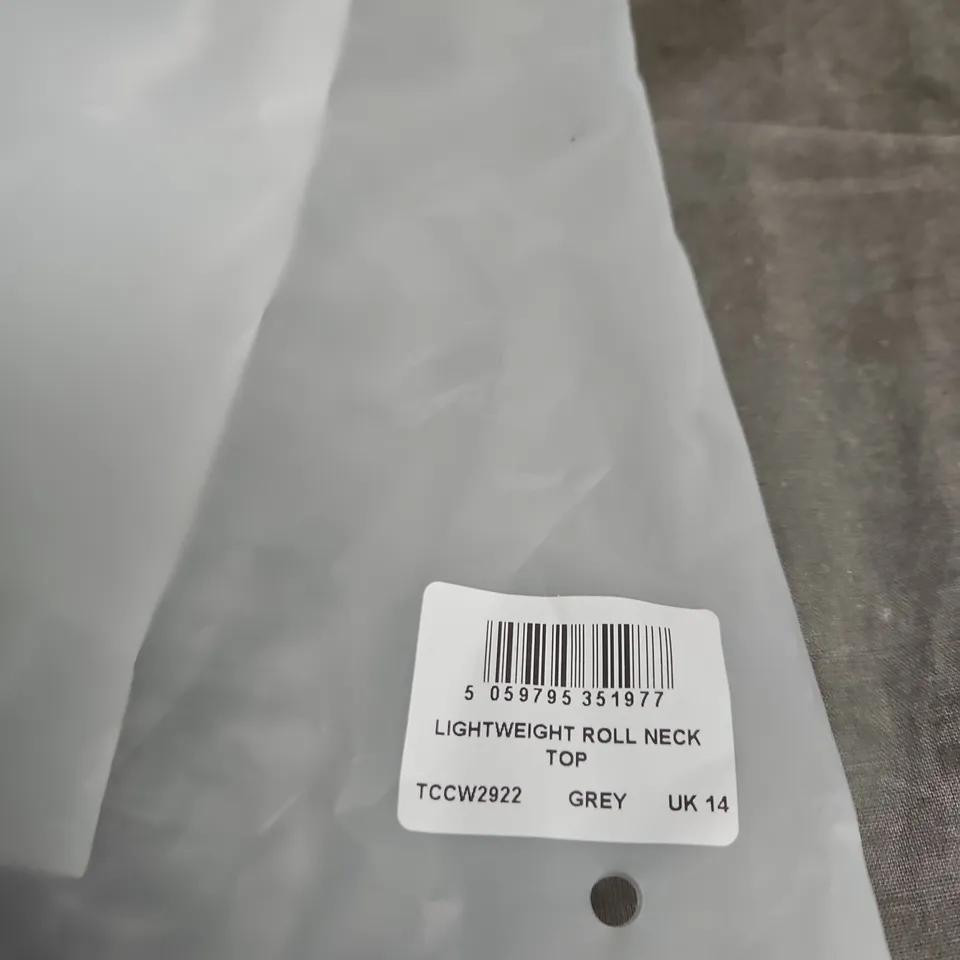 5 059795 351977
LIGHTWEIGHT ROLL NECK
TOP
TCCW2922 GREY UK 14